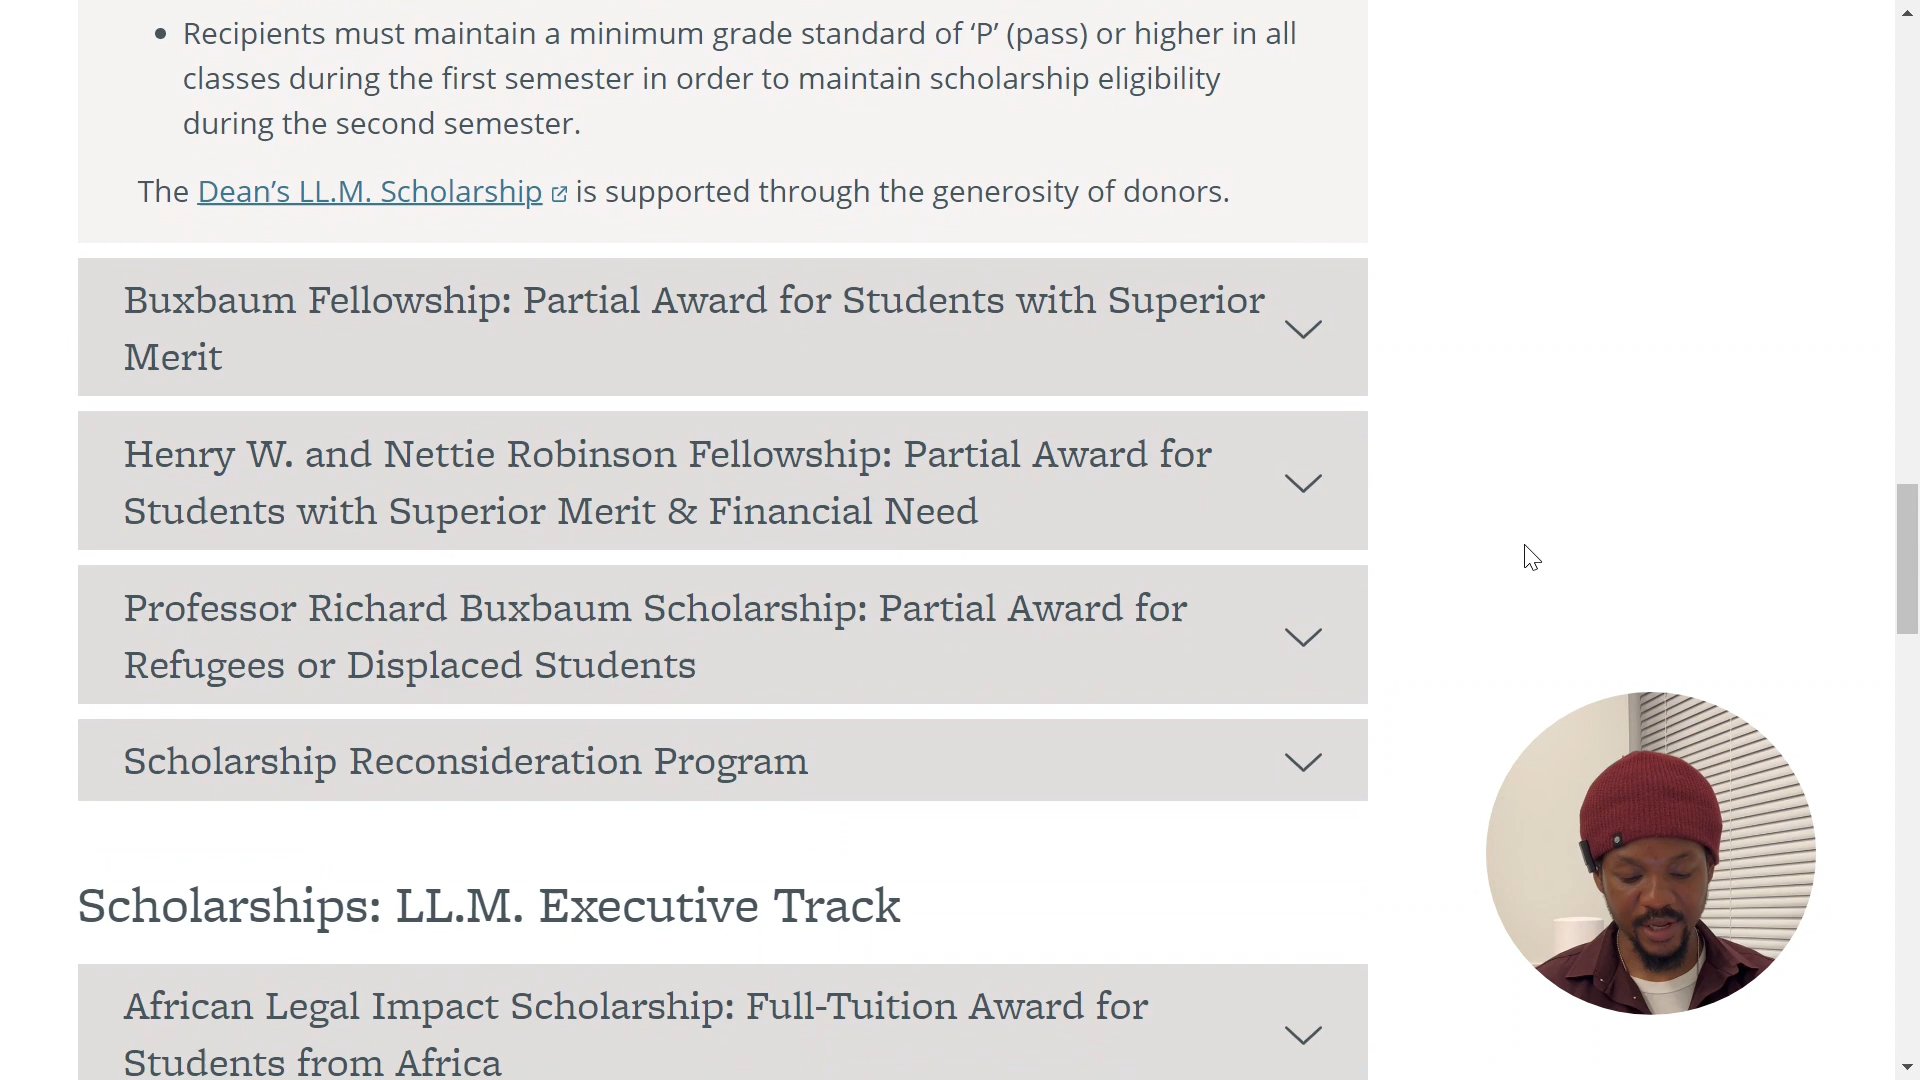 Recipients must maintain a minimum grade standard of ‘P’ (pass) or higher in all
classes during the first semester in order to maintain scholarship eligibility
during the second semester.
The Dean’s LL.M. Scholarship is supported through the generosity of donors.
Buxbaum Fellowship: Partial Award for Students with Superior
Merit
Henry W. and Nettie Robinson Fellowship: Partial Award for
Students with Superior Merit & Financial Need
Professor Richard Buxbaum Scholarship: Partial Award for
Refugees or Displaced Students
Scholarship Reconsideration Program
Scholarships: LL.M. Executive Track
African Legal Impact Scholarship: Full-Tuition Award for
Students from Africa